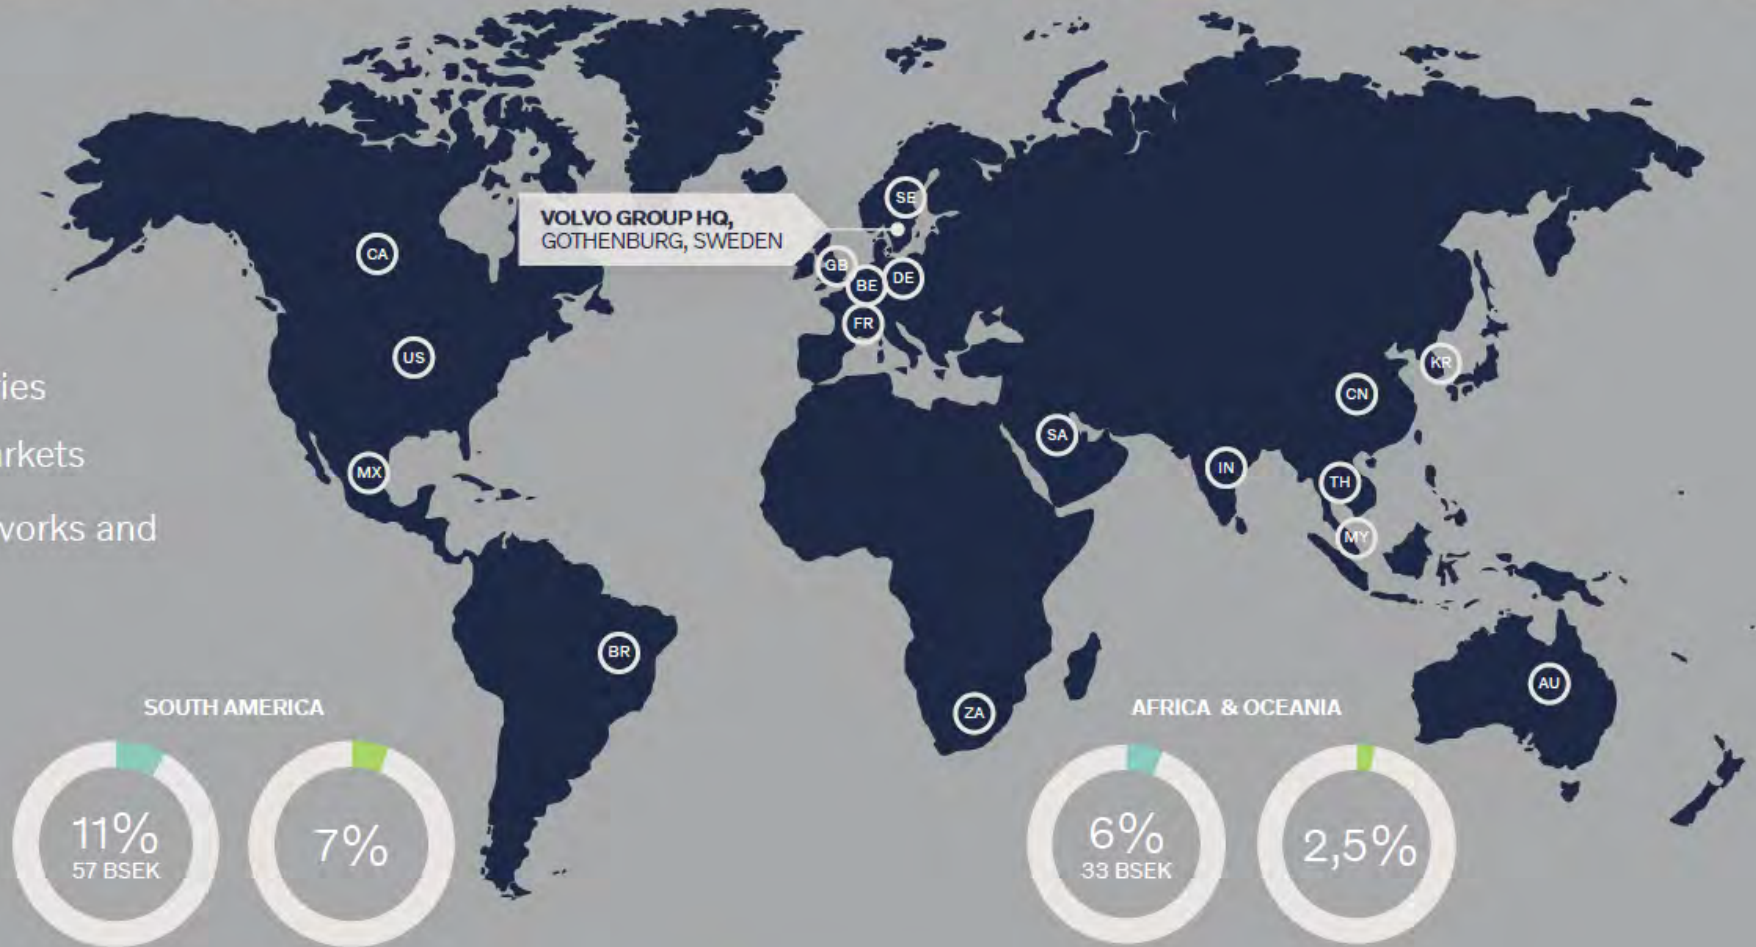 SE
VOLVO GROUP HQ,
GOTHENBURG, SWEDEN
CA
GB
BE
DE
FR
US
KR
ies
CN
SA
rkets
MX
IN
TH
works and
MY
BR
AU
SOUTH AMERICA
ZA
AFRICA & OCEANIA
11%
57 BSEK
7%
6%
33 BSEK
2,5%